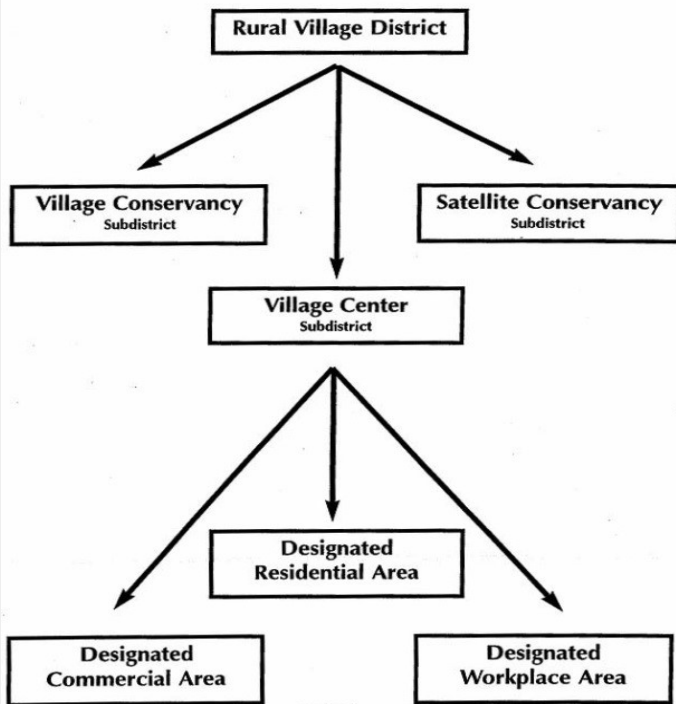 Rural Village District
Village Conservancy
Subdistrict
Satellite Conservancy
Subdistrict
Village Center
Subdistrict
Designated
Residential Area
Designated
Commercial Area
Designated
Workplace Area